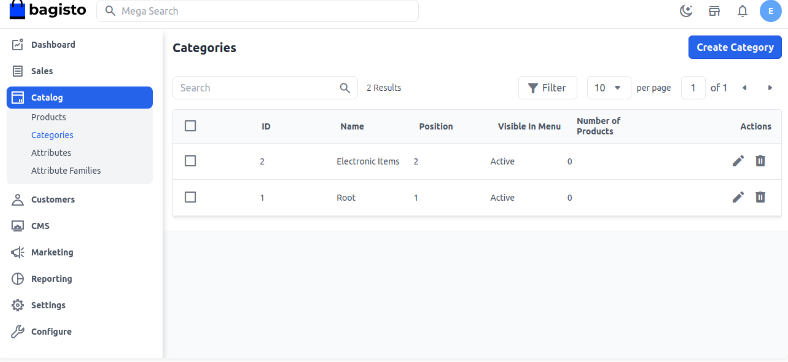 bagisto
Mega Search
E
Dashboard
Sales
Catalog
Products
Categories
Attributes
Attribute Families
Customers
CMS
Marketing
Reporting
Settings
Configure
Categories
Create Category
Search
2 Results
Filter
10
per page
1
of 1
ID Name Position Visible In Menu Number of Products Actions
2 Electronic Items 2 Active 0
1 Root 1 Active 0